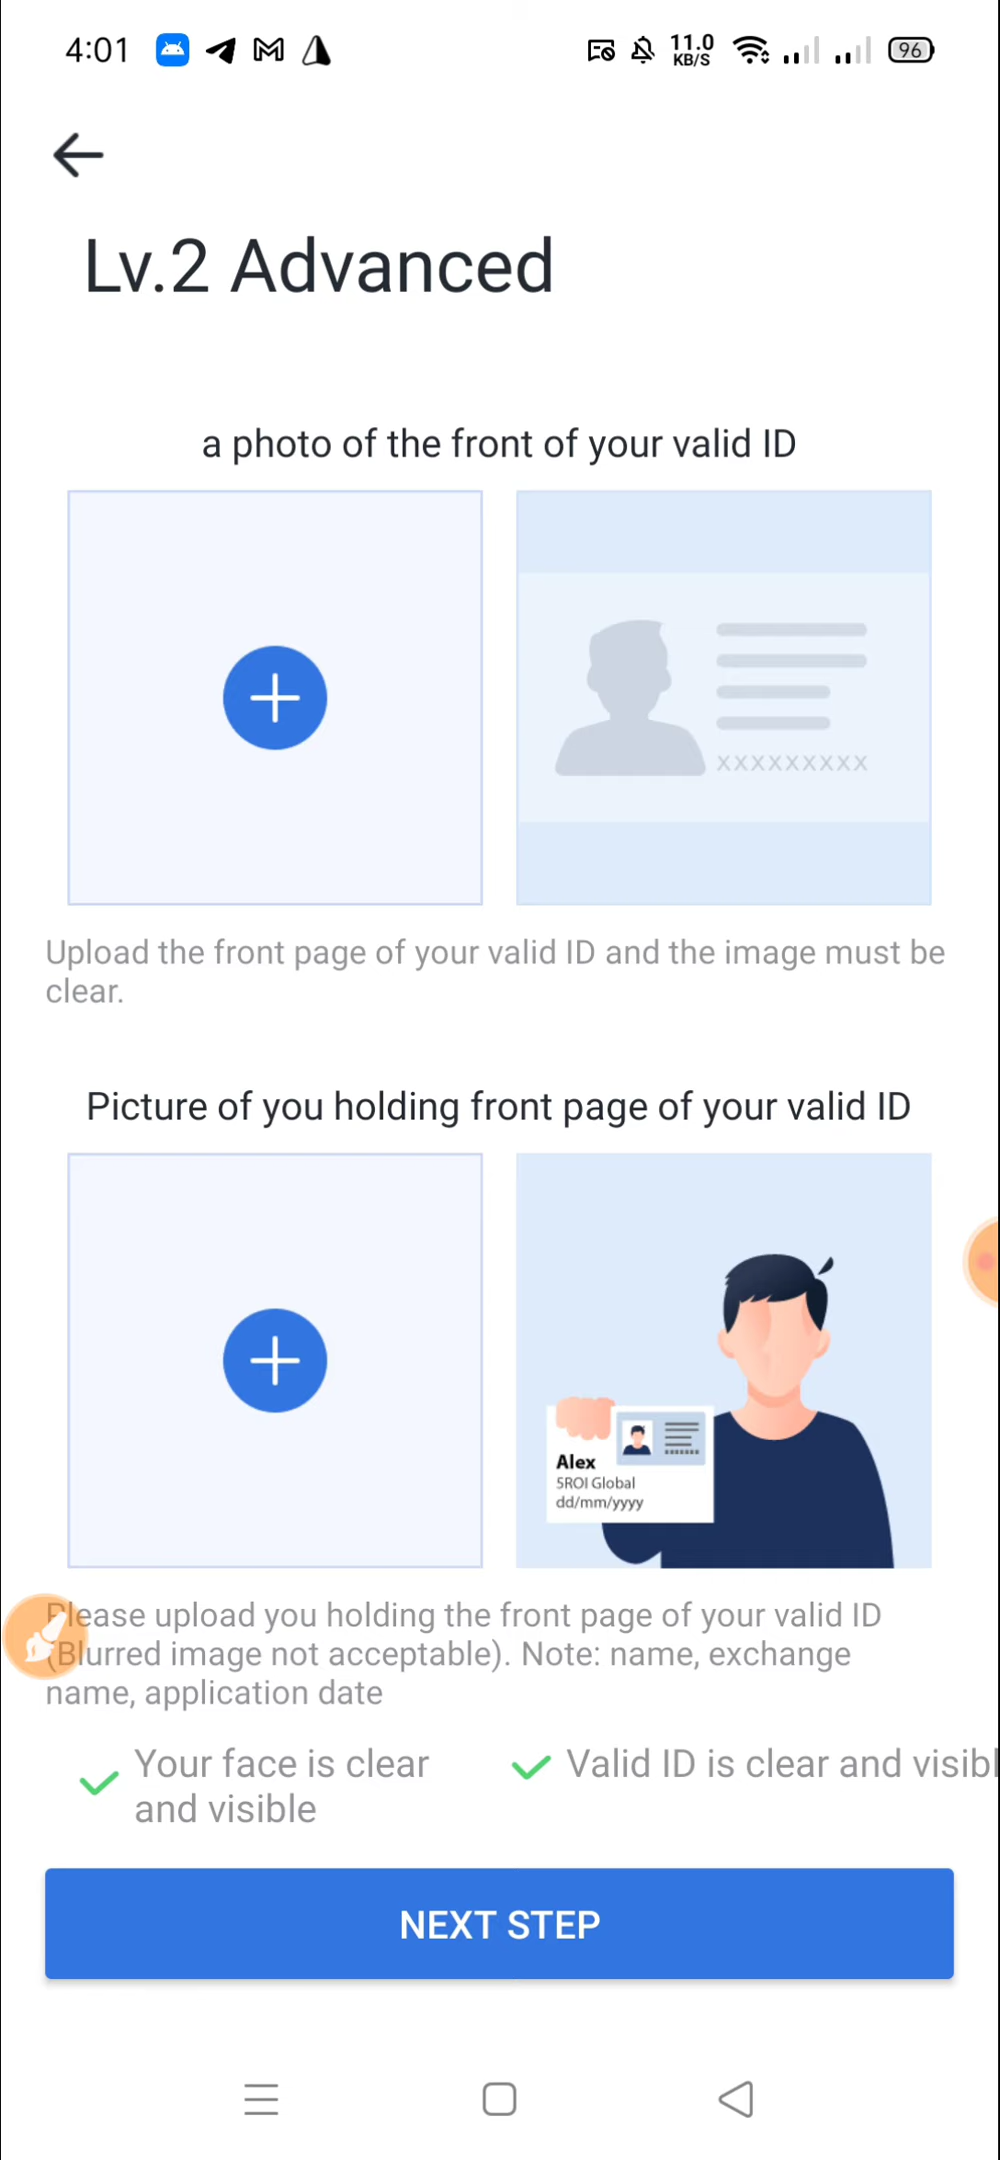 4:01
11.0
KB/S
96
Lv.2 Advanced
a photo of the front of your valid ID
XXXXXXXXX
Upload the front page of your valid ID and the image must be
clear.
Picture of you holding front page of your valid ID
Alex
5ROI Global
dd/mm/yyyy
Please upload you holding the front page of your valid ID
(Blurred image not acceptable). Note: name, exchange
name, application date
Your face is clear
and visible
Valid ID is clear and visibl
NEXT STEP